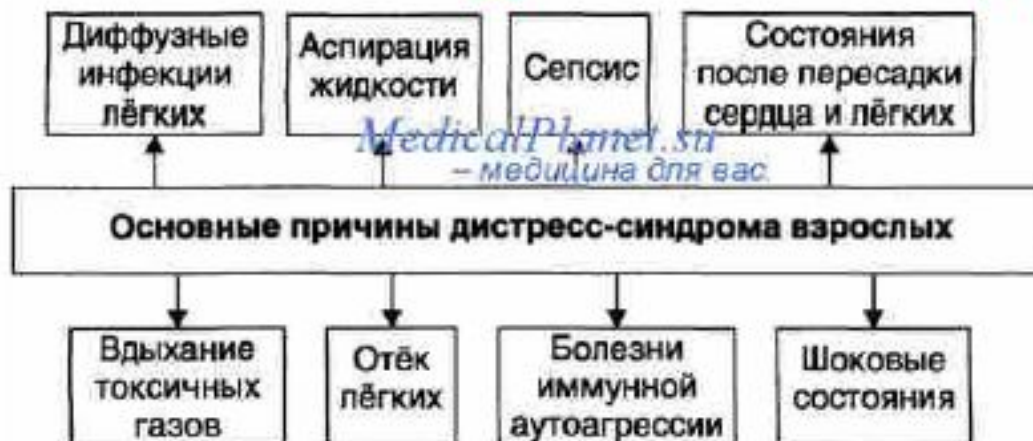 Диффузные
инфекции
лёгких
Аспирация
жидкости
Сепсис
Состояния
после пересадки
сердца и лёгких
MedicalPlanet.su
– медицина для вас
Основные причины дистресс-синдрома взрослых
Вдыхание
токсичных
газов
Отёк
лёгких
Болезни
иммунной
аутоагрессии
Шоковые
состояния